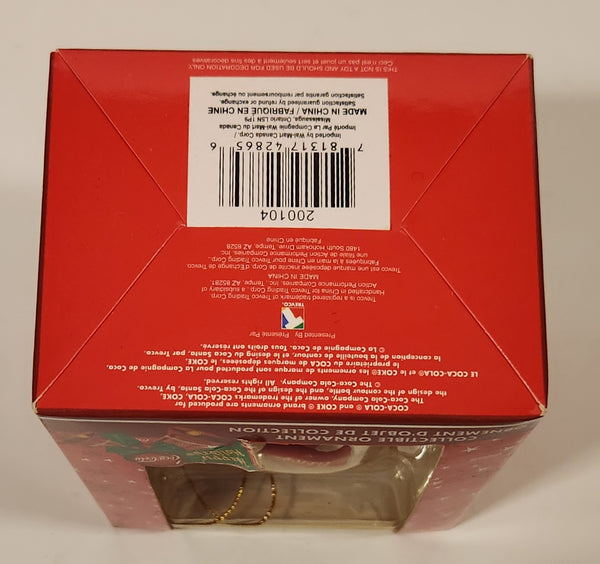 COCA-COLA® and COKE® brand ornaments are produced for
The Coca-Cola Company, owner of the trademarks COCA-COLA, COKE,
the design of the contour bottle, and the design of the Coca-Cola Santa, by Trevco.
© The Coca-Cola Company. All rights reserved.
LE COCA-COLA® et le COKE® les ornements de marque sont produced pour La Compagnie de Coca-Cola,
le propriétaire du COCA de marques déposées, le COKE,
la conception de la bouteille de contour, et le desing du Coca Santa, par Trevco.
© La Compagnie de Coca. Tous droits réservé.
Presented By Présenté Par
TREVCO.
Trevco is a registered trademark of Trevco Trading Corp.
Handcrafted in China for Trevco Trading Corp., a subsidiary of
Action Performance Companies, Inc., Tempe, AZ 85281.
MADE IN CHINA
Trevco est une marque déposée décrite de Corp. d'Échange de Trevco.
Fabriquées à la main en Chine pour Trevco Trading Corp.,
une filiale de Action Performance Companies, Inc.
1480 South Hohokam Drive, Tempe, AZ 8528
Fabriqué en Chine
200104
7 81317 42865 6
Imported by Wal-Mart Canada Corp. /
Importé Par La Compagnie Wal-Mart du Canada
Mississauga, Ontario L5N 1P9
MADE IN CHINA / FABRIQUÉ EN CHINE
Satisfaction guaranteed by refund or exchange.
Satisfaction garantie par remboursement ou échange.
THIS IS NOT A TOY AND SHOULD BE USED FOR DECORATION ONLY
Ceci n'est pas un jouet et sert seulement à des fins décoratives
COLLECTIBLE ORNAMENT
ORNEMENT D'OBJET DE COLLECTION
Coca-Cola